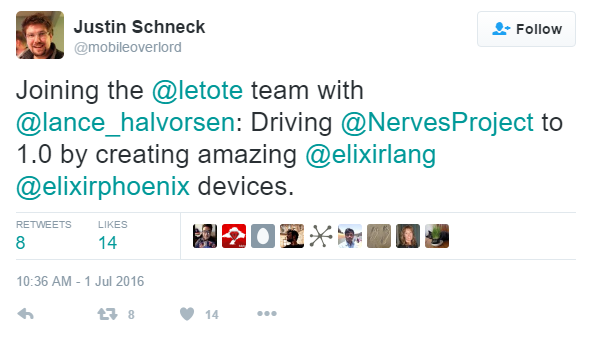 Justin Schneck
@mobileoverlord
Follow
Joining the @letote team with
@lance_halvorsen: Driving @NervesProject to
1.0 by creating amazing @elixirlang
@elixirphoenix devices.
RETWEETS LIKES
8 14
10:36 AM - 1 Jul 2016
8 14